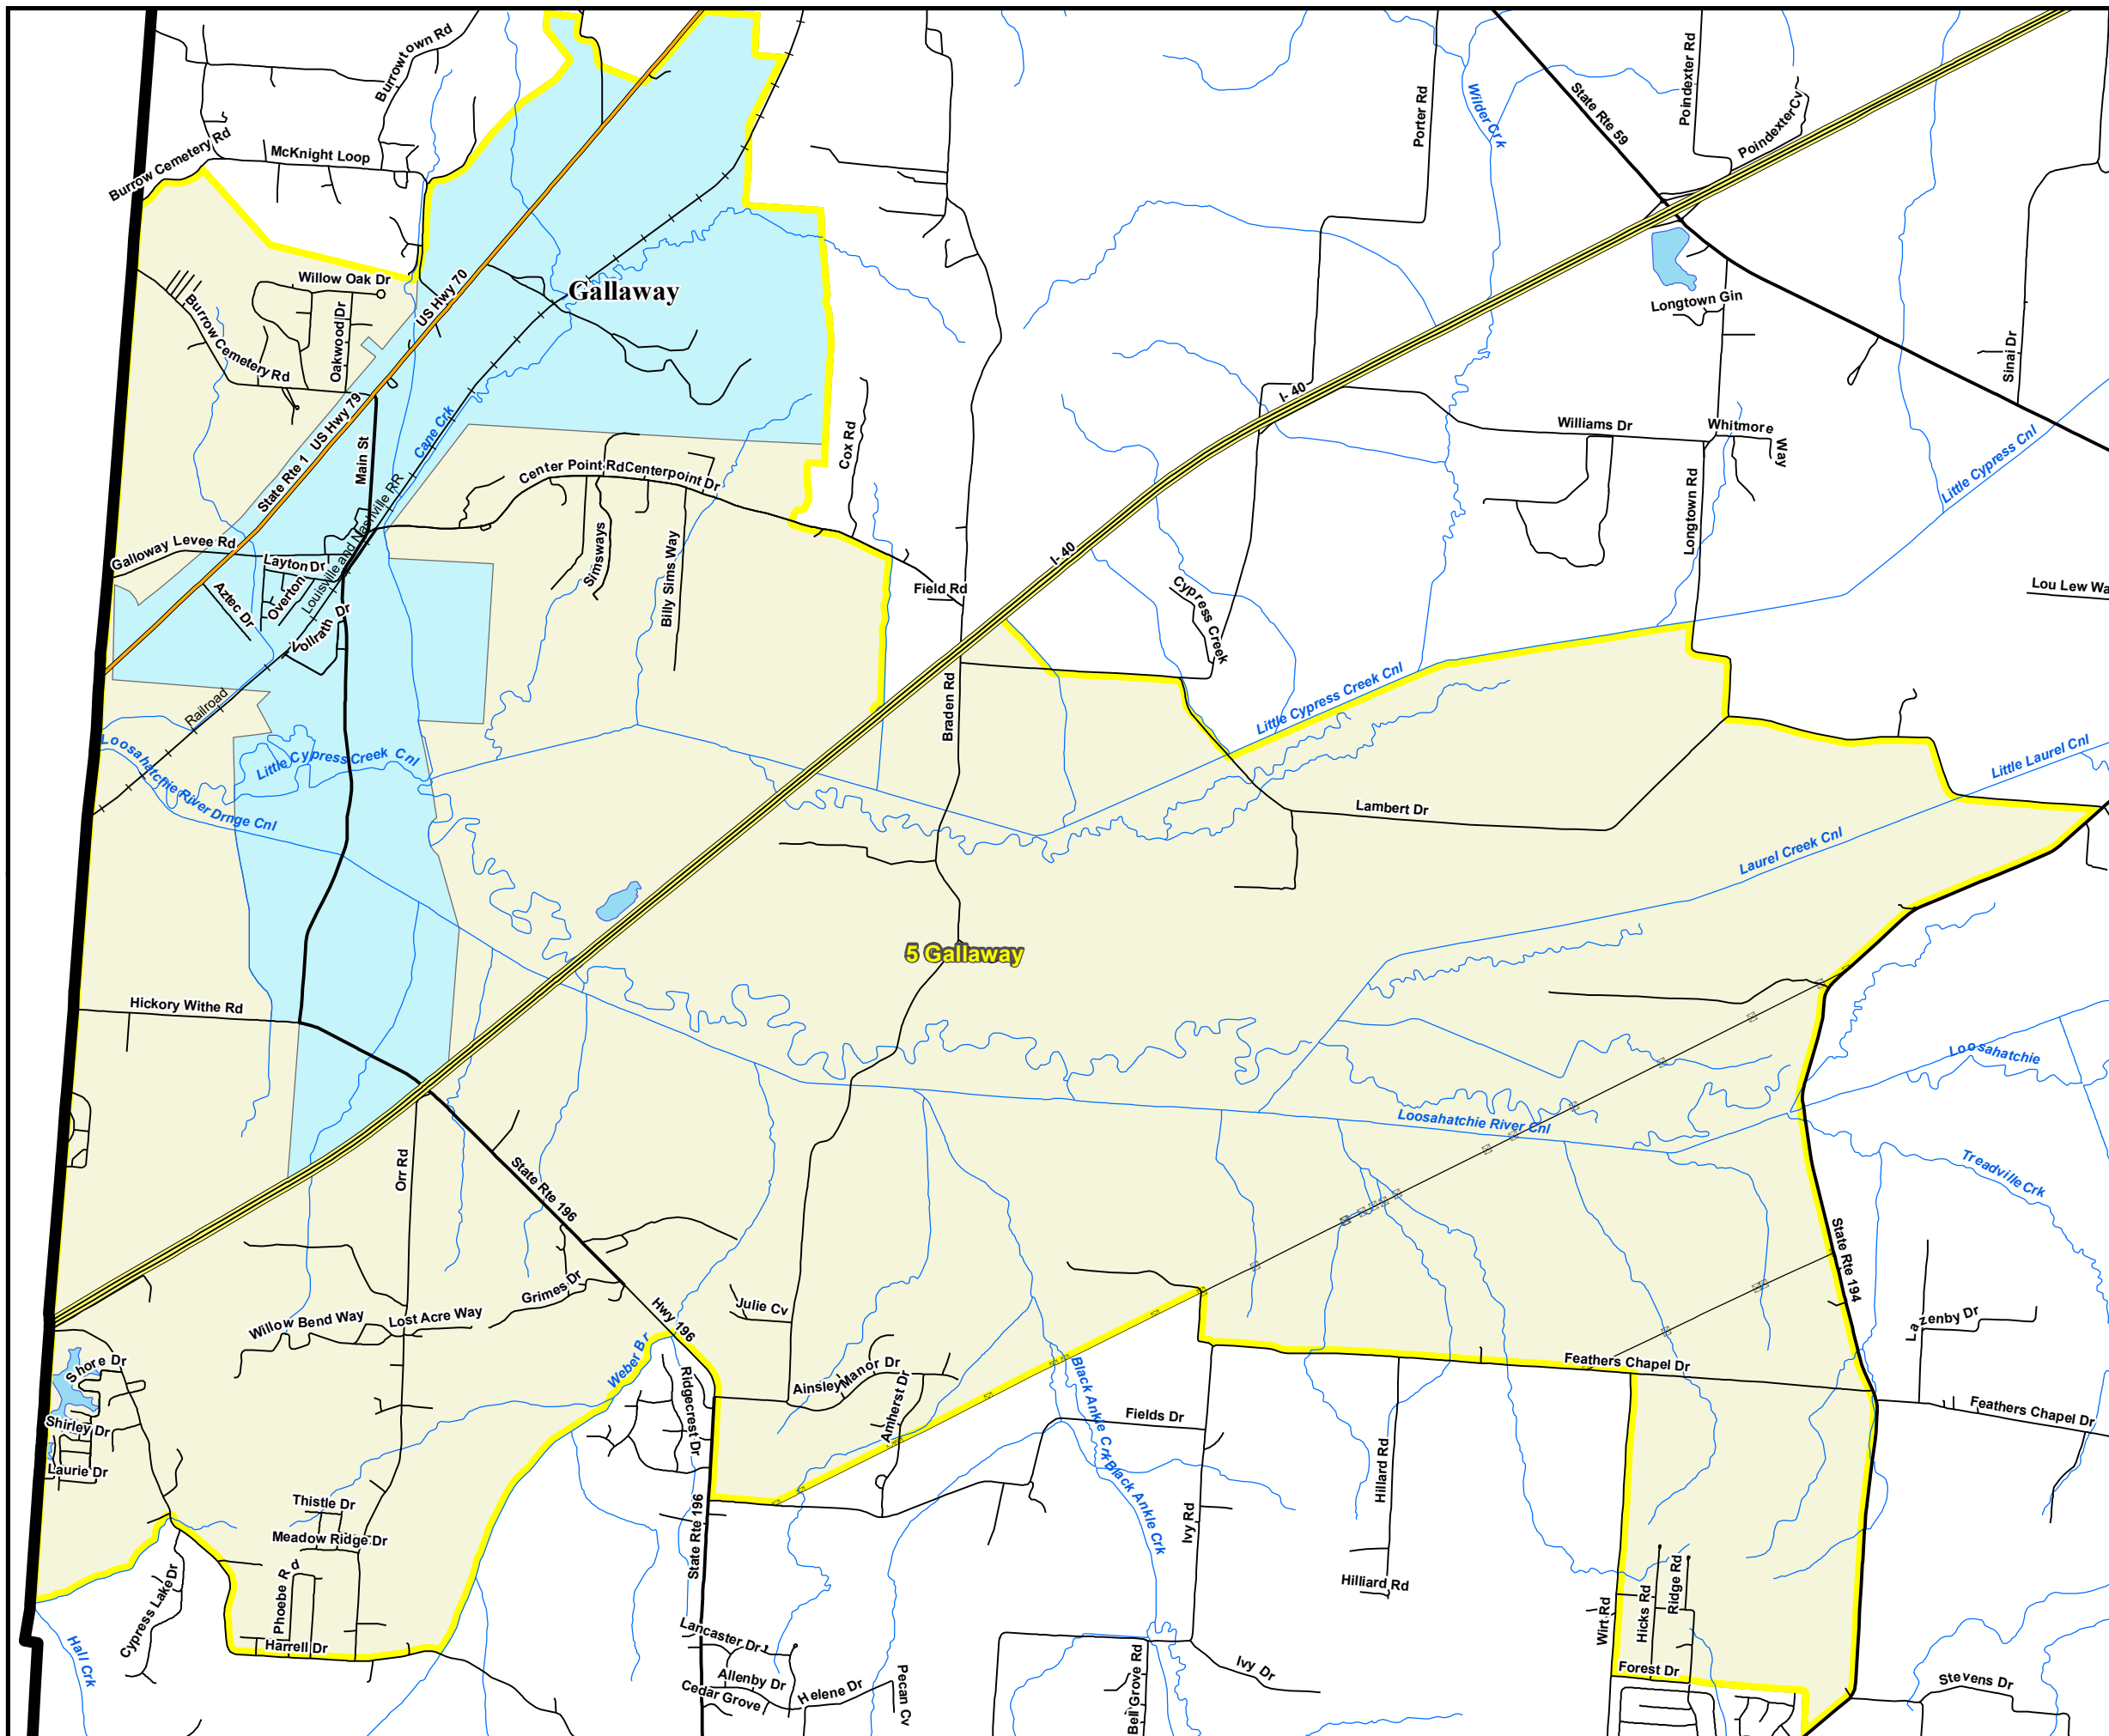 Burrowtown Rd
Burrow Cemetery Rd
McKnight Loop
Porter Rd
Wilder Crk
State Rte 59
Poindexter Rd
Poindexter Cv
Willow Oak Dr
Oakwood Dr
Burrow Cemetery Rd
US Hwy 70
Gallaway
Longtown Gin
Sinai Dr
I- 40
US Hwy 79
State Rte 1
Main St
Cane Crk
Center Point Rd
Centerpoint Dr
Cox Rd
Williams Dr
Whitmore
Way
Longtown Rd
Little Cypress Cnl
Louisville and Nashville RR
Galloway Levee Rd
Layton Dr
Overton
Aztec Dr
Vollrath Dr
Simsways
Billy Sims Way
Field Rd
I- 40
Cypress Creek
Lou Lew Wa
Railroad
Braden Rd
Little Cypress Creek Cnl
Little Cypress Creek Cnl
Loosahatchie River Drnge Cnl
Lambert Dr
Little Laurel Cnl
Laurel Creek Cnl
5 Gallaway
Hickory Withe Rd
Loosahatchie
Loosahatchie River Cnl
Treadville Crk
Orr Rd
State Rte 196
State Rte 194
Grimes Dr
Willow Bend Way
Lost Acre Way
Hwy 196
Julie Cv
Weber Br
Lazenby Dr
Shore Dr
Shirley Dr
Laurie Dr
Ridgecrest Dr
Ainsley Manor Dr
Amherst Dr
Black Ankle Crk
Black Ankle Crk
Fields Dr
Feathers Chapel Dr
Feathers Chapel Dr
Hillard Rd
Ivy Rd
Thistle Dr
Meadow Ridge Dr
State Rte 196
Phoebe Rd
Cypress Lake Dr
Harrell Dr
Hall Crk
Hilliard Rd
Wirt Rd
Hicks Rd
Ridge Rd
Forest Dr
Lancaster Dr
Allenby Dr
Cedar Grove
Helene Dr
Pecan Cv
Bell Grove Rd
Ivy Dr
Stevens Dr